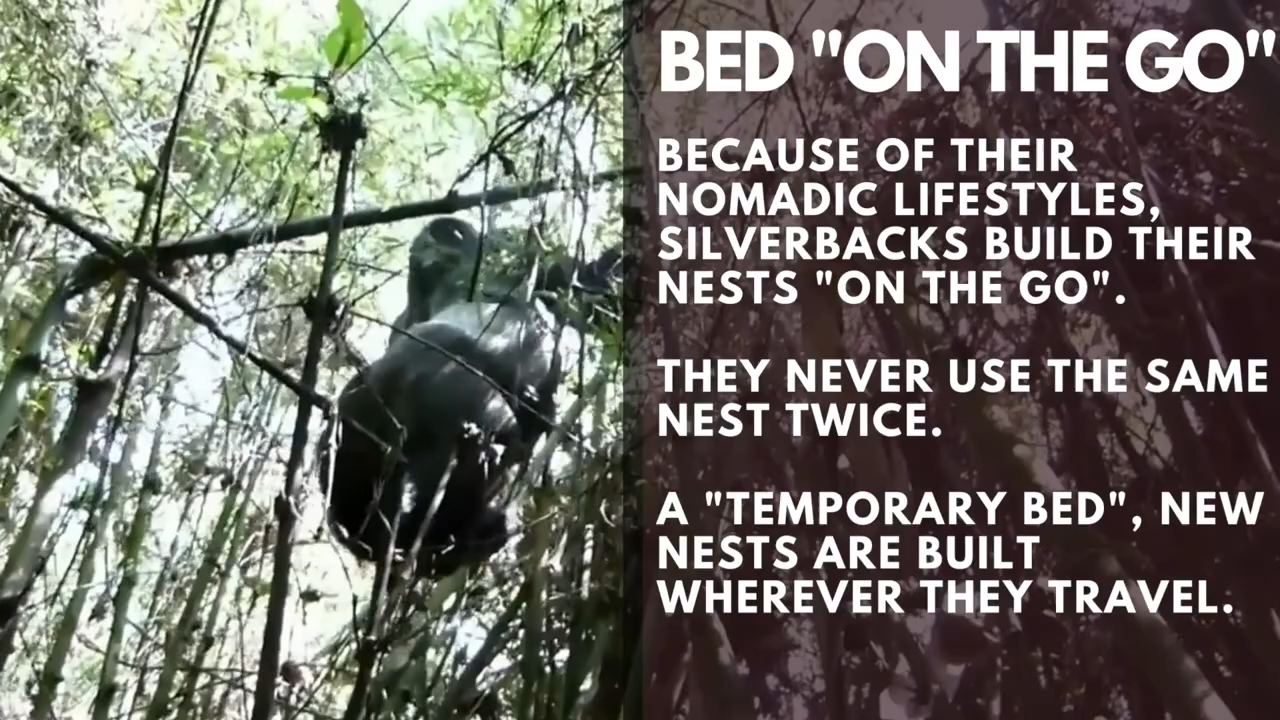 BED "ON THE GO"
BECAUSE OF THEIR
NOMADIC LIFESTYLES,
SILVERBACKS BUILD THEIR
NESTS "ON THE GO".
THEY NEVER USE THE SAME
NEST TWICE.
A "TEMPORARY BED", NEW
NESTS ARE BUILT
WHEREVER THEY TRAVEL.